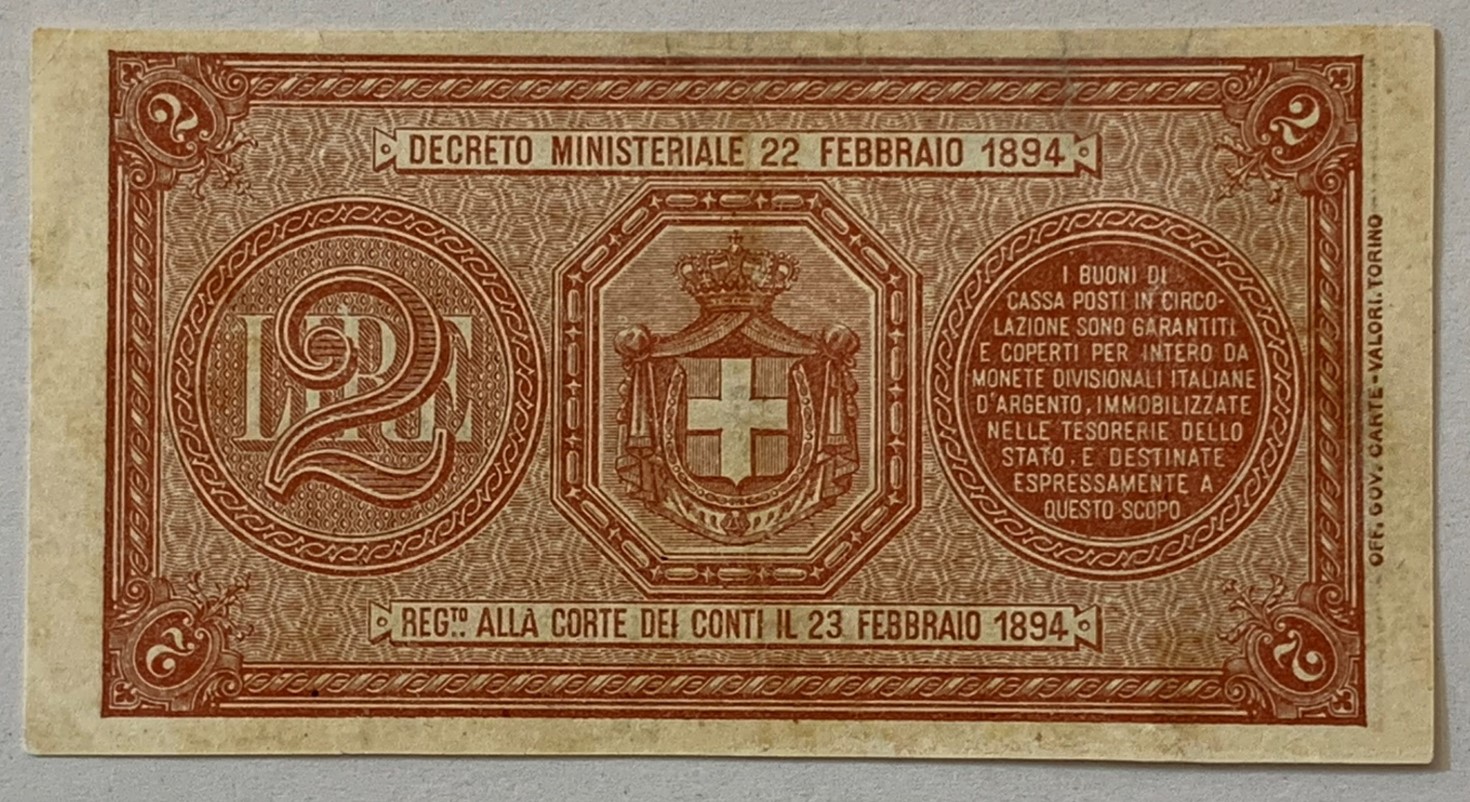 2
2
DECRETO MINISTERIALE 22 FEBBRAIO 1894
LIRE
2
I BUONI DI
CASSA POSTI IN CIRCO-
LAZIONE SONO GARANTITI
E COPERTI PER INTERO DA
MONETE DIVISIONALI ITALIANE
D'ARGENTO, IMMOBILIZZATE
NELLE TESORERIE DELLO
STATO, E DESTINATE
ESPRESSAMENTE A
QUESTO SCOPO
OFF. GOV. CARTE-VALORI. TORINO
REGTO. ALLA CORTE DEI CONTI IL 23 FEBBRAIO 1894
2
2